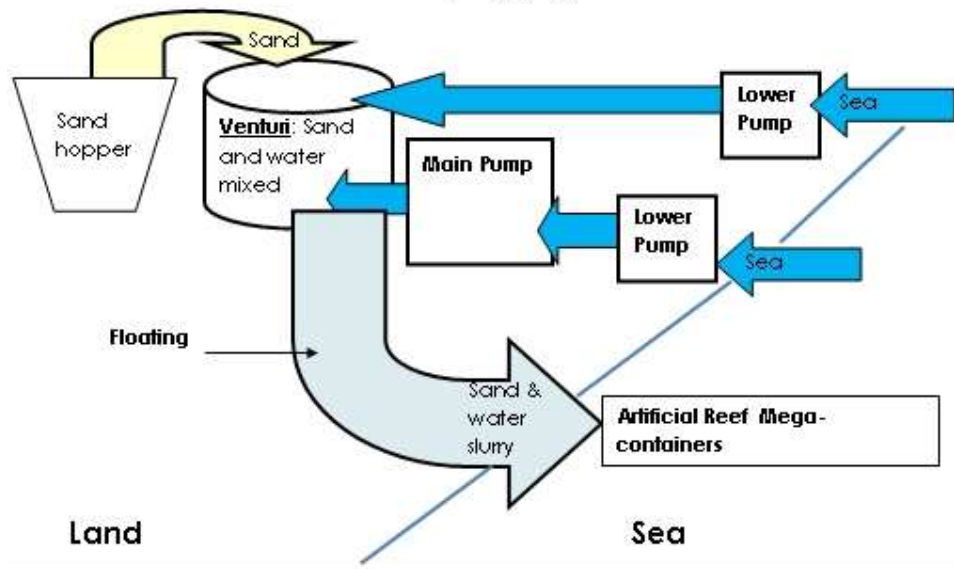 Sand
Sand
hopper
Venturi: Sand
and water
mixed
Main Pump
Lower
Pump
Sea
Lower
Pump
Sea
Floating
Sand &
water
slurry
Artificial Reef Mega-
containers
Land
Sea